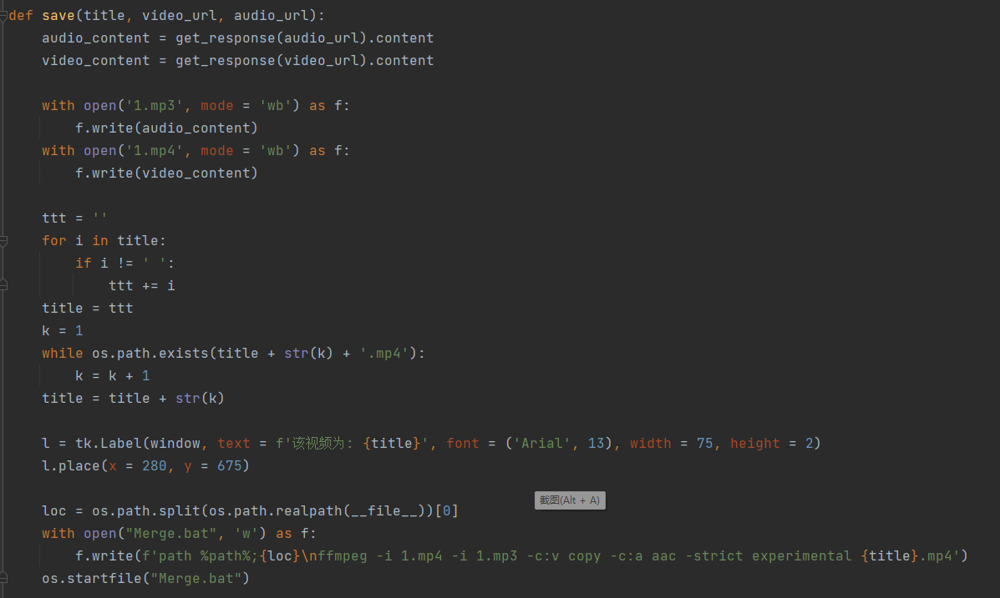 def save(title, video_url, audio_url):
    audio_content = get_response(audio_url).content
    video_content = get_response(video_url).content
    with open('1.mp3', mode = 'wb') as f:
        f.write(audio_content)
    with open('1.mp4', mode = 'wb') as f:
        f.write(video_content)
    ttt = ''
    for i in title:
        if i != ' ':
            ttt += i
    title = ttt
    k = 1
    while os.path.exists(title + str(k) + '.mp4'):
        k = k + 1
    title = title + str(k)
    l = tk.Label(window, text = f'该视频为: {title}', font = ('Arial', 13), width = 75, height = 2)
    l.place(x = 280, y = 675)
截图(Alt + A)
    loc = os.path.split(os.path.realpath(__file__))[0]
    with open("Merge.bat", 'w') as f:
        f.write(f'path %path%;{loc}\nffmpeg -i 1.mp4 -i 1.mp3 -c:v copy -c:a aac -strict experimental {title}.mp4')
    os.startfile("Merge.bat")